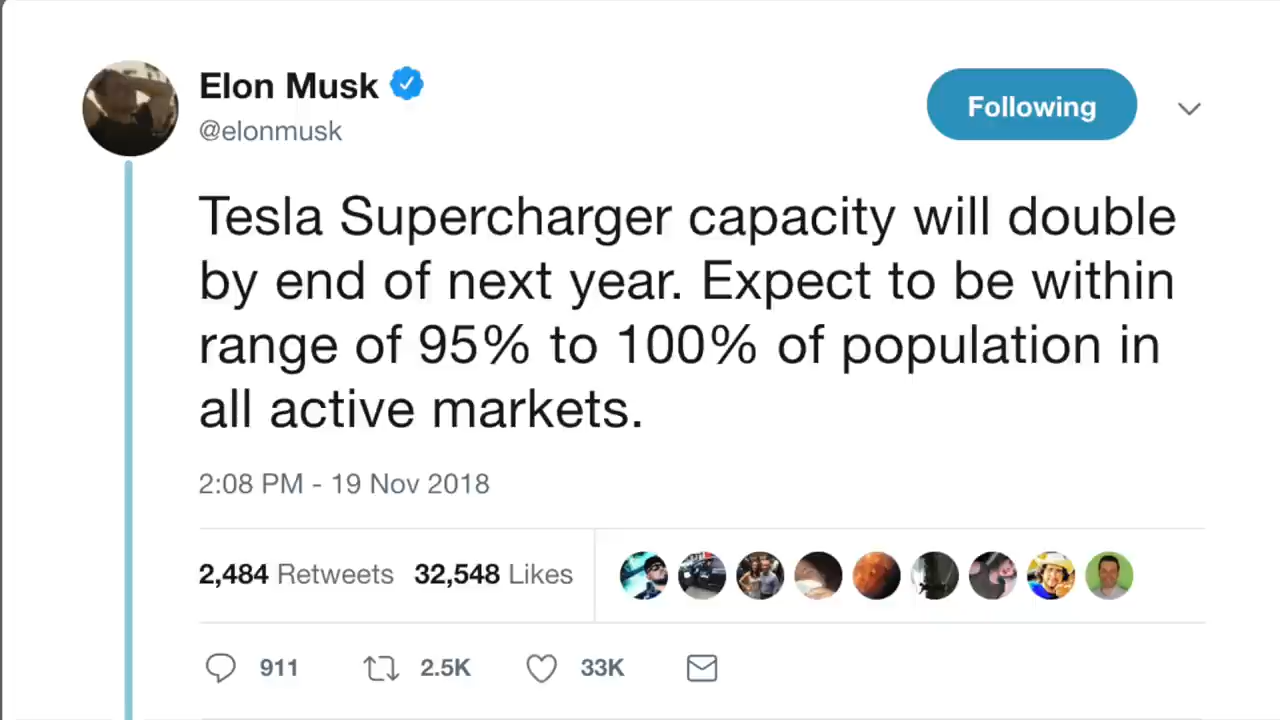 Elon Musk
@elonmusk
Following
Tesla Supercharger capacity will double
by end of next year. Expect to be within
range of 95% to 100% of population in
all active markets.
2:08 PM - 19 Nov 2018
2,484 Retweets 32,548 Likes
911 2.5K 33K